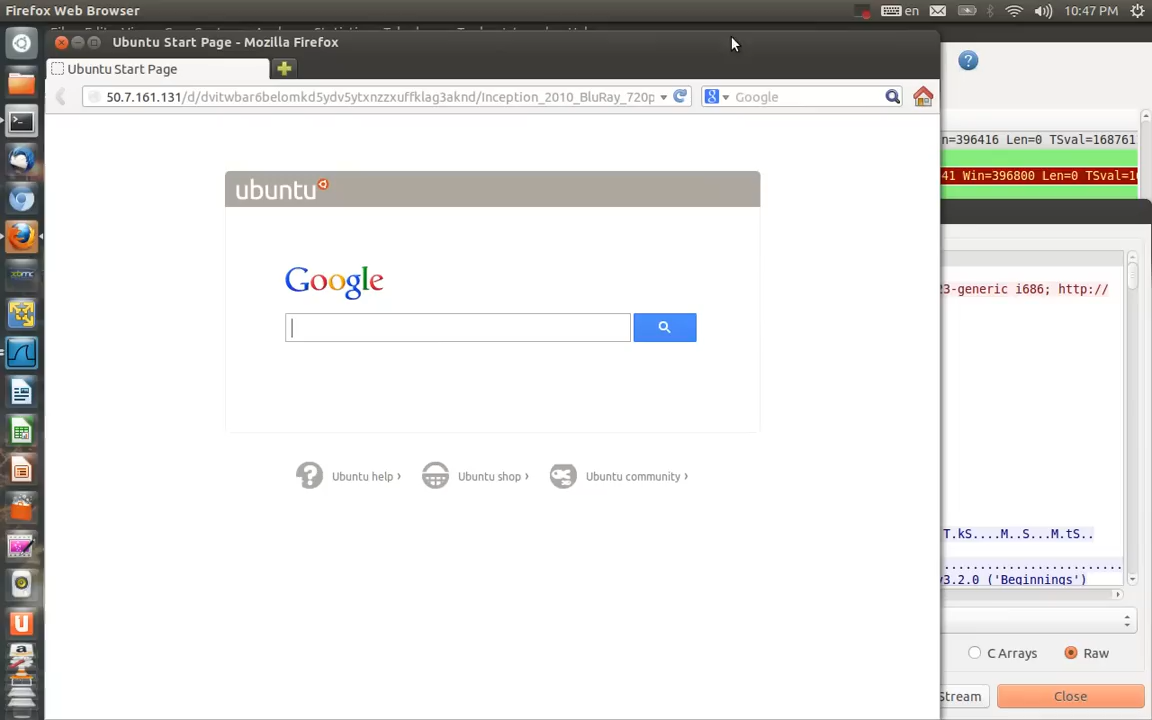 Firefox Web Browser
en
10:47 PM
Ubuntu Start Page - Mozilla Firefox
Ubuntu Start Page
50.7.161.131/d/dvitwbar6belomkd5ydv5ytxnzzxuffklag3aknd/Inception_2010_BluRay_720p
Google
n=396416 Len=0 TSval=168761
41 Win=396800 Len=0 TSval=1
ubuntu
Google
23-generic i686; http://
Ubuntu help ›
Ubuntu shop ›
Ubuntu community ›
T.kS....M..S...M.tS..
v3.2.0 ('Beginnings')
C Arrays
Raw
Stream
Close